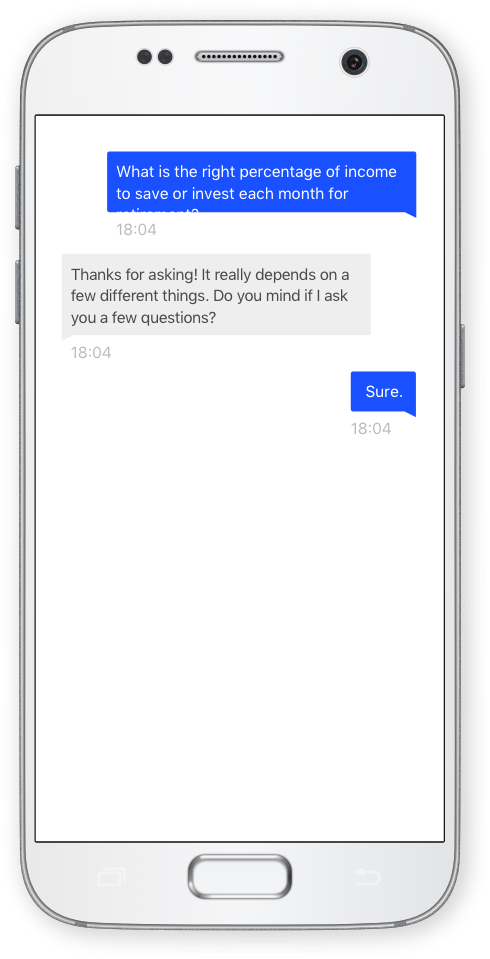 What is the right percentage of income
to save or invest each month for
retirement?
18:04
Thanks for asking! It really depends on a
few different things. Do you mind if I ask
you a few questions?
18:04
Sure.
18:04